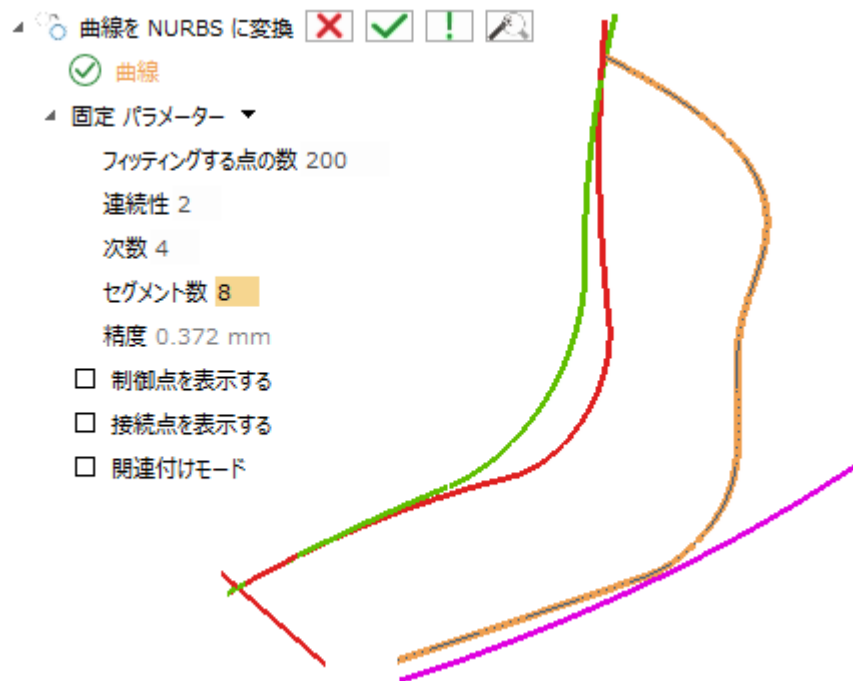 曲線を NURBS に変換
曲線
固定 パラメーター
フィッティングする点の数 200
連続性 2
次数 4
セグメント数 8
精度 0.372 mm
制御点を表示する
接続点を表示する
関連付けモード